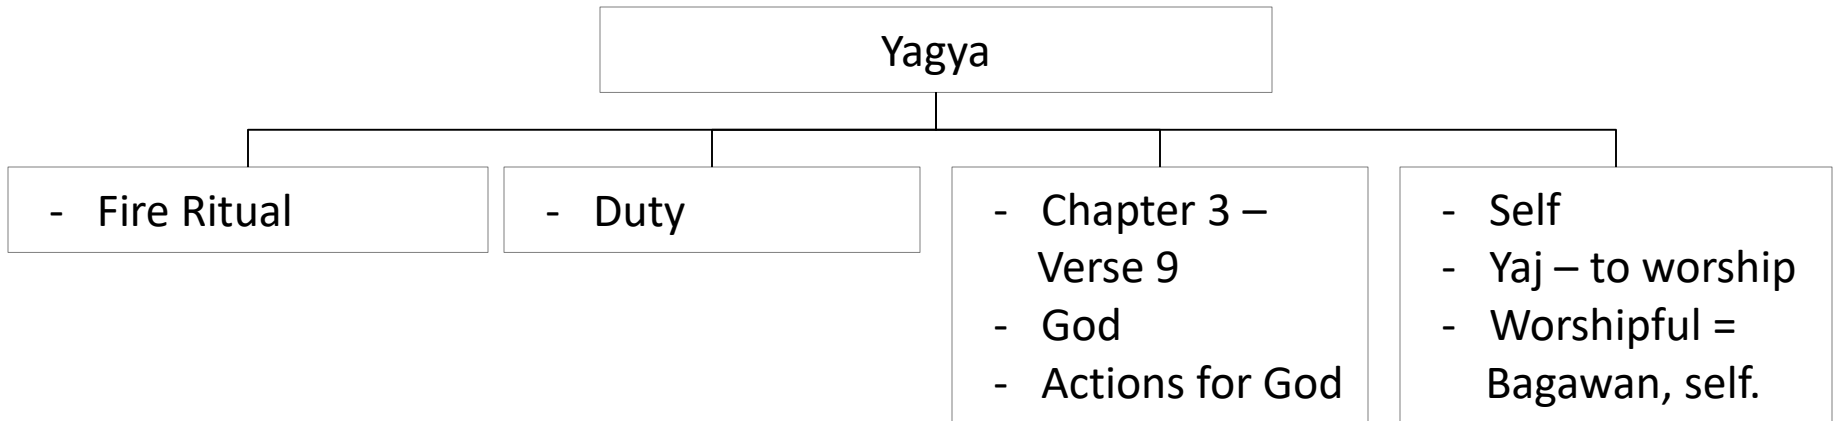 Yagya
- Fire Ritual
- Duty
- Chapter 3 –
Verse 9
- God
- Actions for God
- Self
- Yaj – to worship
- Worshipful =
Bagawan, self.